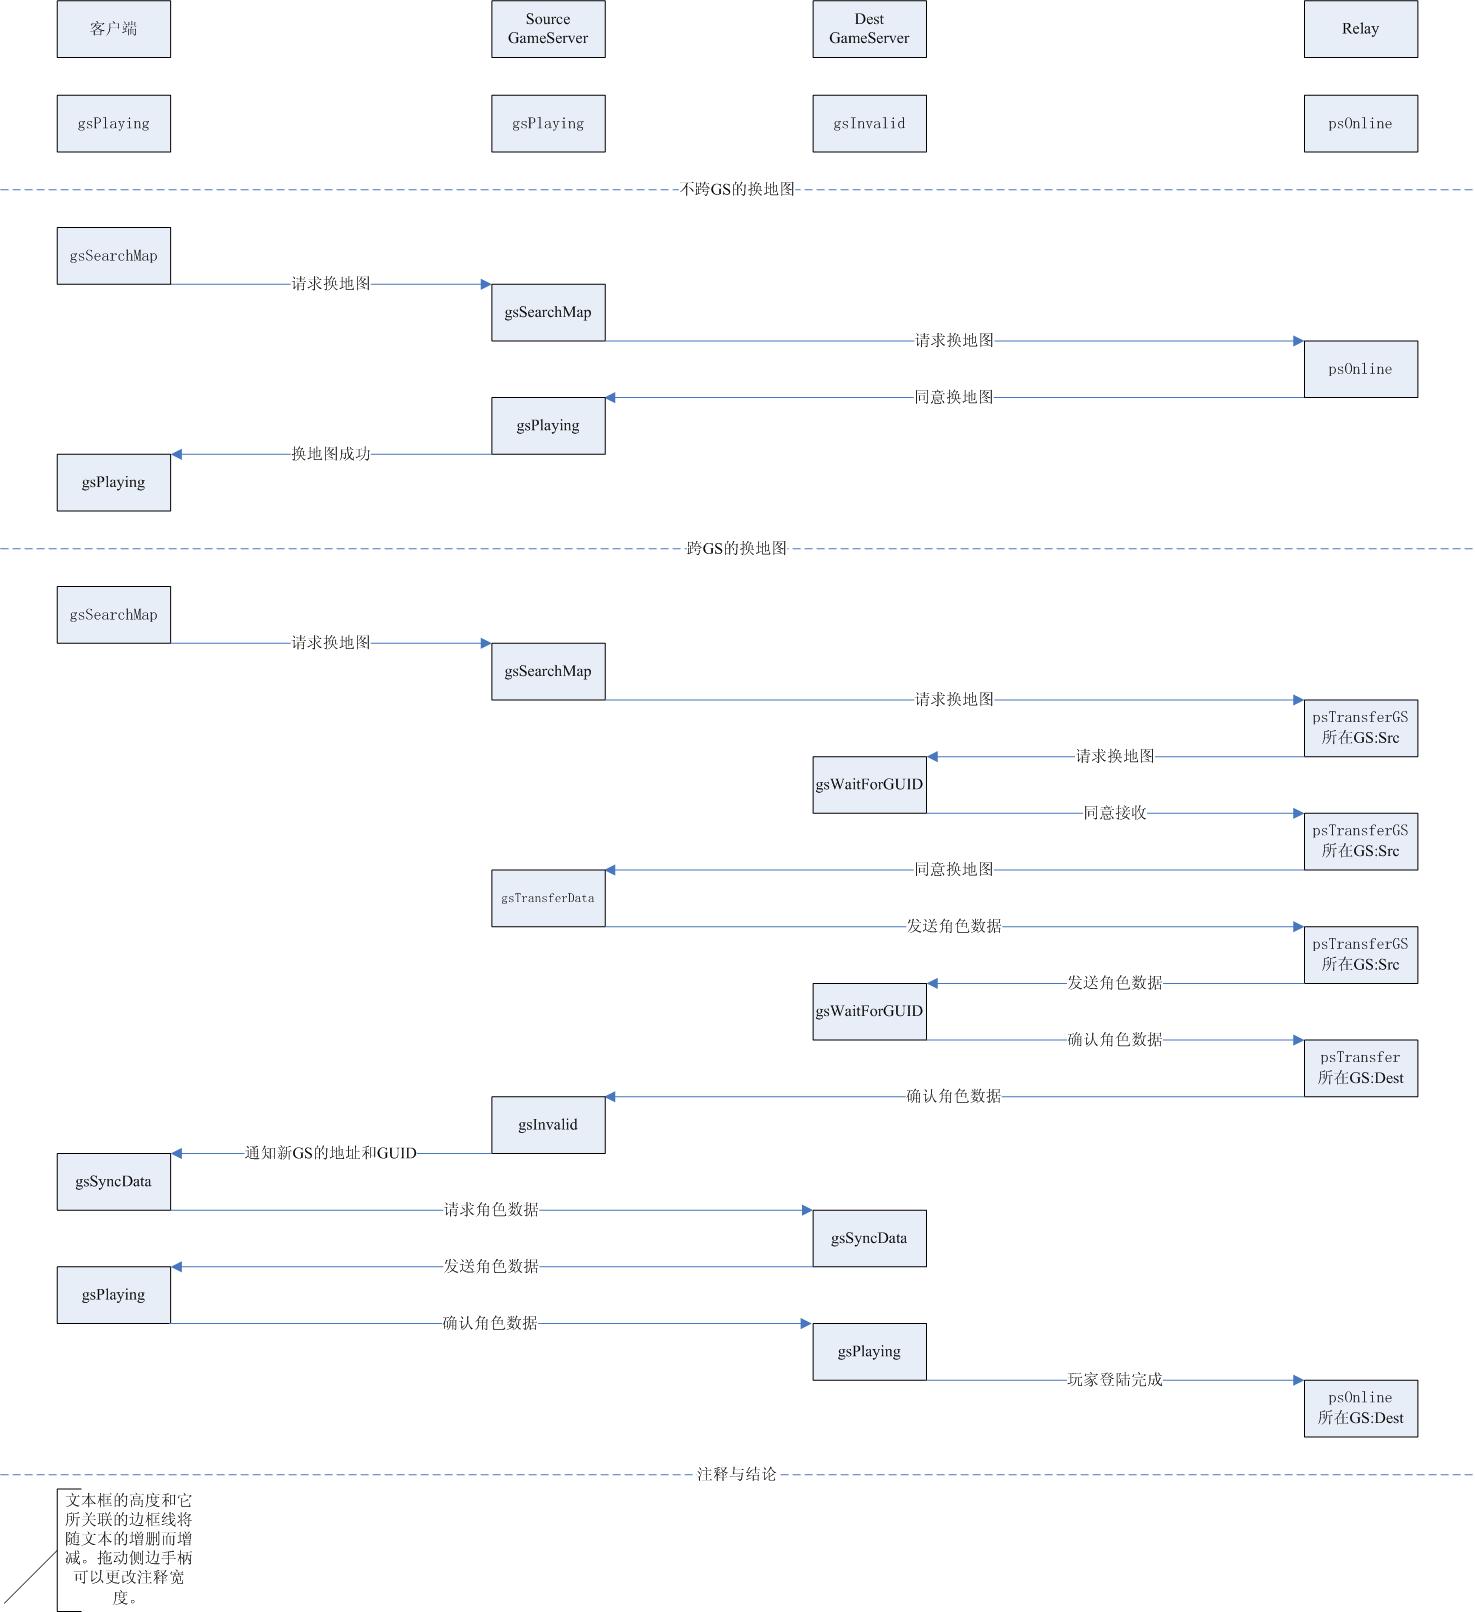 客户端
Source
GameServer
Dest
GameServer
Relay
gsPlaying
gsPlaying
gsInvalid
psOnline
不跨GS的换地图
gsSearchMap
请求换地图
gsSearchMap
请求换地图
psOnline
同意换地图
gsPlaying
换地图成功
gsPlaying
跨GS的换地图
gsSearchMap
请求换地图
gsSearchMap
请求换地图
psTransferGS
所在GS:Src
请求换地图
gsWaitForGUID
同意接收
psTransferGS
所在GS:Src
同意换地图
gsTransferData
发送角色数据
psTransferGS
所在GS:Src
发送角色数据
gsWaitForGUID
确认角色数据
psTransfer
所在GS:Dest
确认角色数据
gsInvalid
通知新GS的地址和GUID
gsSyncData
请求角色数据
gsSyncData
发送角色数据
gsPlaying
确认角色数据
gsPlaying
玩家登陆完成
psOnline
所在GS:Dest
注释与结论
文本框的高度和它
所关联的边框线将
随文本的增删而增
减。拖动侧边手柄
可以更改注释宽
度。